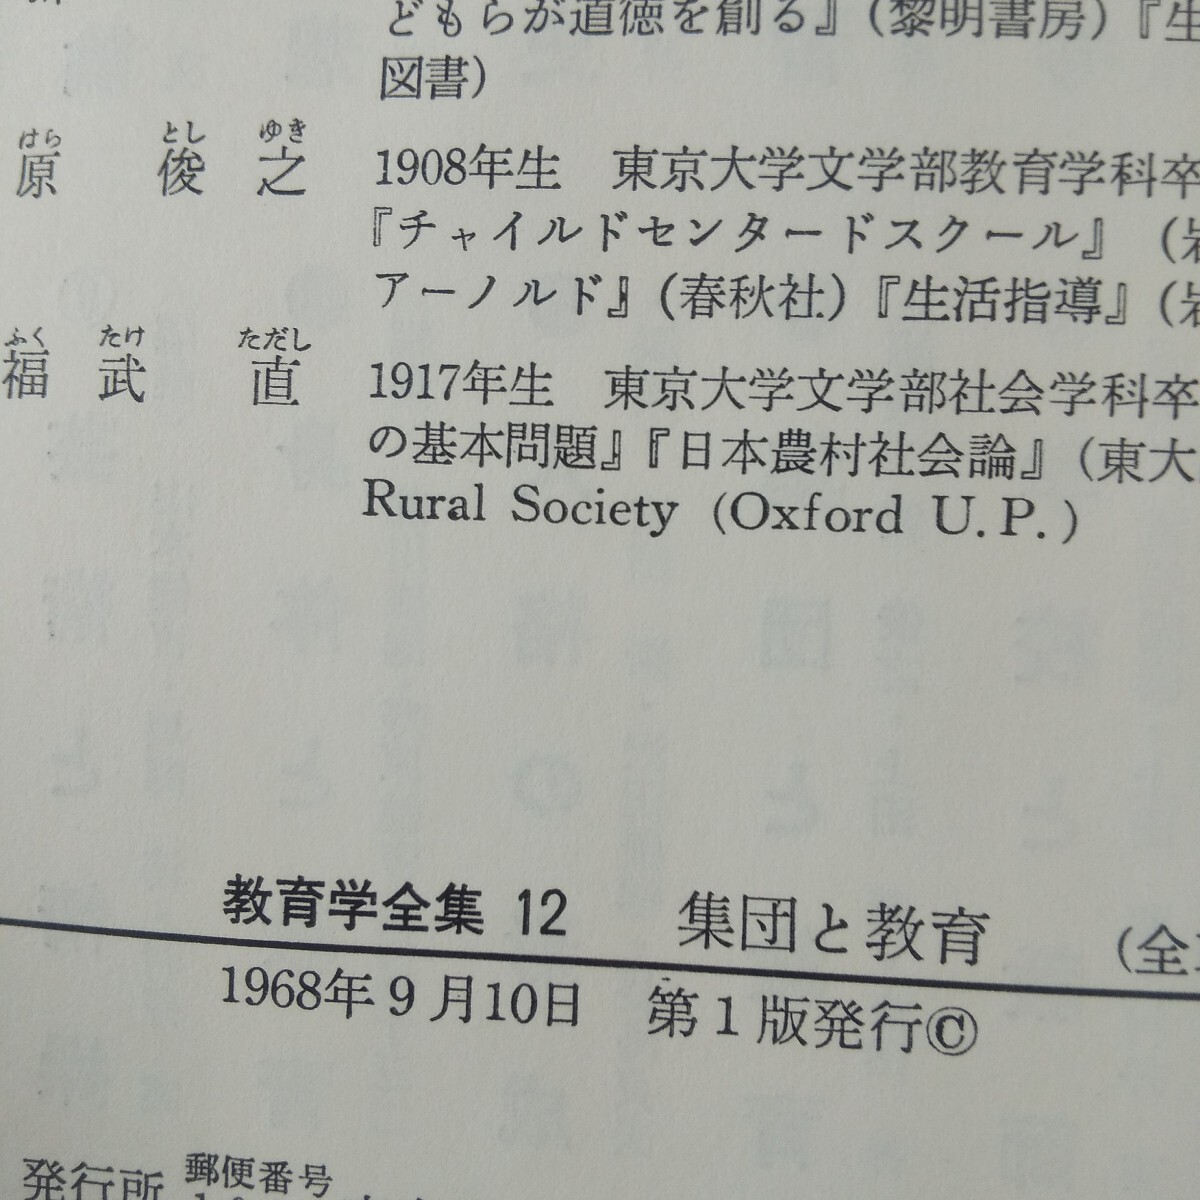 どもらが道徳を創る』(黎明書房)『生
図書)
はら とし ゆき
原 俊 之 1908年生 東京大学文学部教育学科卒
『チャイルドセンタードスクール』(岩
アーノルド』(春秋社)『生活指導』(岩
ふく たけ ただし
福 武 直 1917年生 東京大学文学部社会学科卒
の基本問題』『日本農村社会論』(東大
Rural Society (Oxford U.P.)
教育学全集 12 集団と教育 (全
1968年9月10日 第1版発行©
発行所 郵便番号